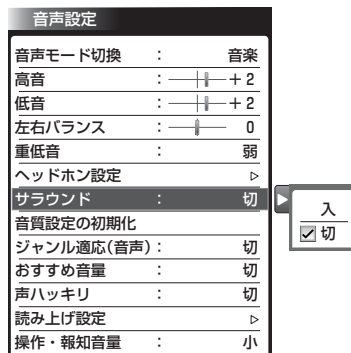 音声設定
音声モード切換 : 音楽
高音 : +2
低音 : +2
左右バランス : 0
重低音 : 弱
ヘッドホン設定
サラウンド : 切
入
切
音質設定の初期化
ジャンル適応(音声) : 切
おすすめ音量 : 切
声ハッキリ : 切
読み上げ設定
操作・報知音量 : 小